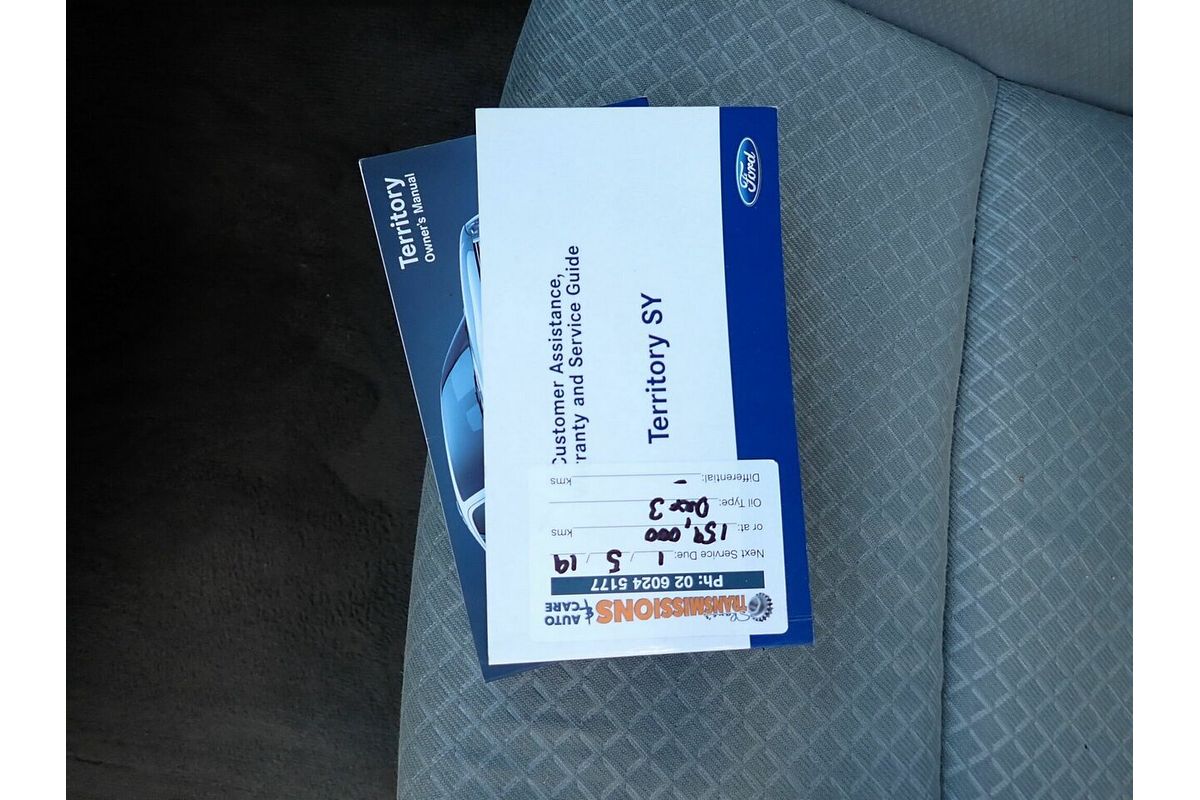 Territory
Owner's Manual
Customer Assistance,
rranty and Service Guide
Territory SY
Ford
TRANSMISSIONS
& AUTO
CARE
Ph: 02 6024 5177
Next Service Due: 1 / 5 / 19
or at: 159,000 kms
Oil Type: Dex 3
Differential: - kms